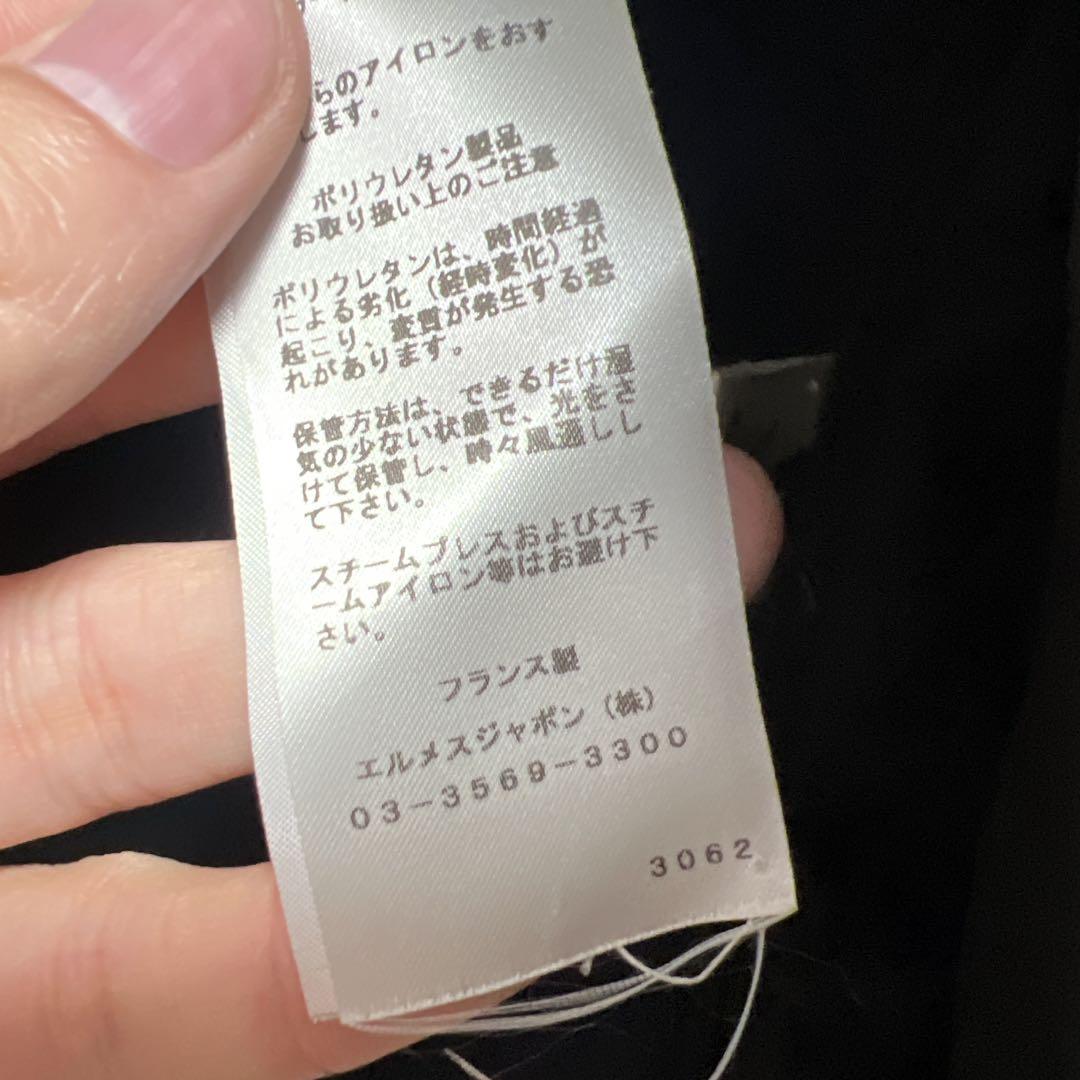 らのアイロンをおす
します。
ポリウレタン製品
お取り扱い上のご注意
ポリウレタンは、時間経過
による劣化（経時変化）が
起こり、変質が発生する恐
れがあります。
保管方法は、できるだけ湿
気の少ない状態で、光をさ
けて保管し、時々風通しし
て下さい。
スチームプレスおよびスチ
ームアイロン等はお避け下
さい。
フランス製
エルメスジャポン（株）
03-3569-3300
3062